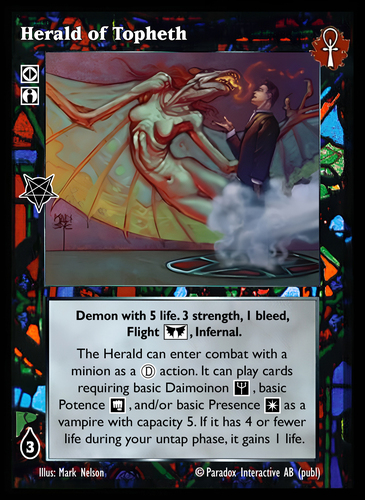 Herald of Topheth
Demon with 5 life. 3 strength, 1 bleed,
Flight , Infernal.
The Herald can enter combat with a
minion as a D action. It can play cards
requiring basic Daimoinon , basic
Potence , and/or basic Presence as a
vampire with capacity 5. If it has 4 or fewer
life during your untap phase, it gains 1 life.
3
Illus: Mark Nelson © Paradox Interactive AB (publ)